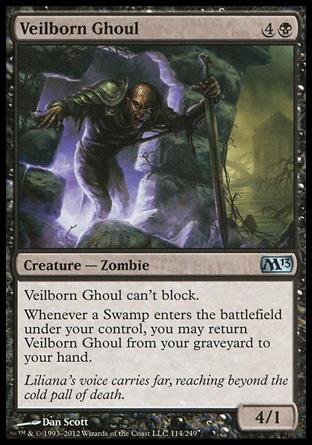 Veilborn Ghoul 4
Creature — Zombie M13
Veilborn Ghoul can't block.
Whenever a Swamp enters the battlefield
under your control, you may return
Veilborn Ghoul from your graveyard to
your hand.
Liliana's voice carries far, reaching beyond the
cold pall of death.
Dan Scott
™ & © 1993–2012 Wizards of the Coast LLC 114/249
4/1